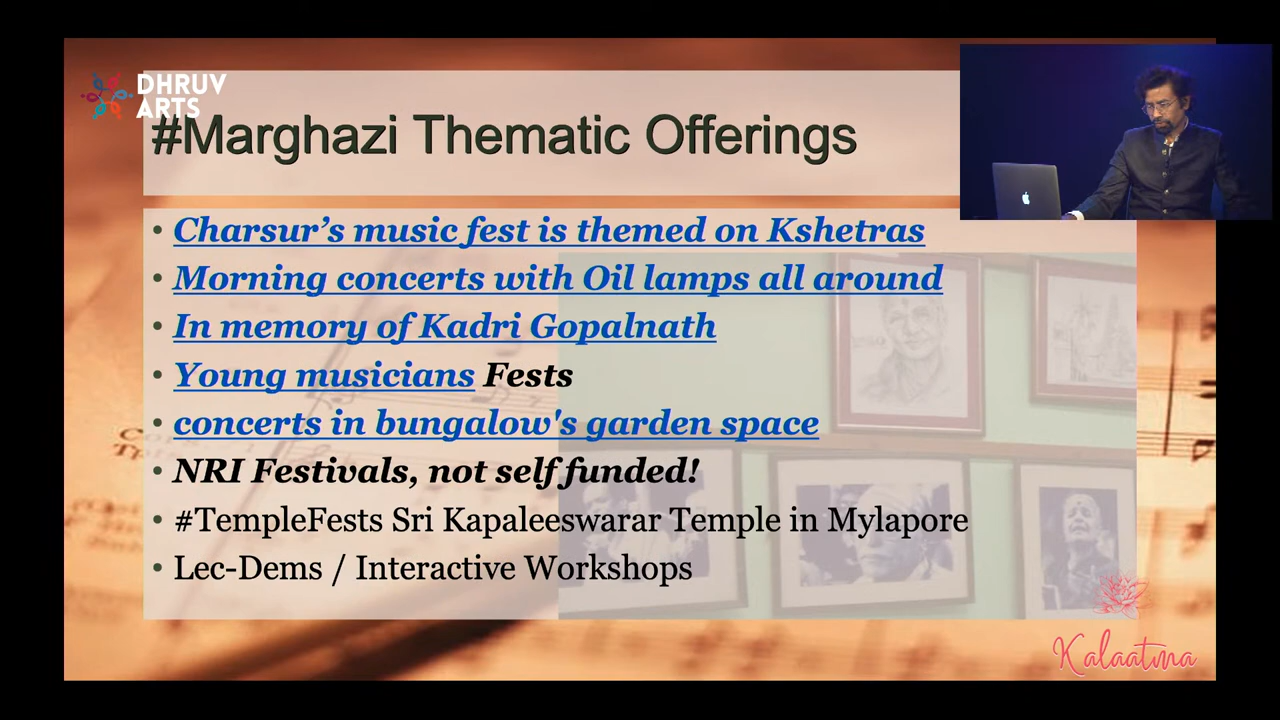 DHRUV
ARTS
#Marghazi Thematic Offerings
• Charsur’s music fest is themed on Kshetras
• Morning concerts with Oil lamps all around
• In memory of Kadri Gopalnath
• Young musicians Fests
• concerts in bungalow's garden space
• NRI Festivals, not self funded!
• #TempleFests Sri Kapaleeswarar Temple in Mylapore
• Lec-Dems / Interactive Workshops
Kalaatma